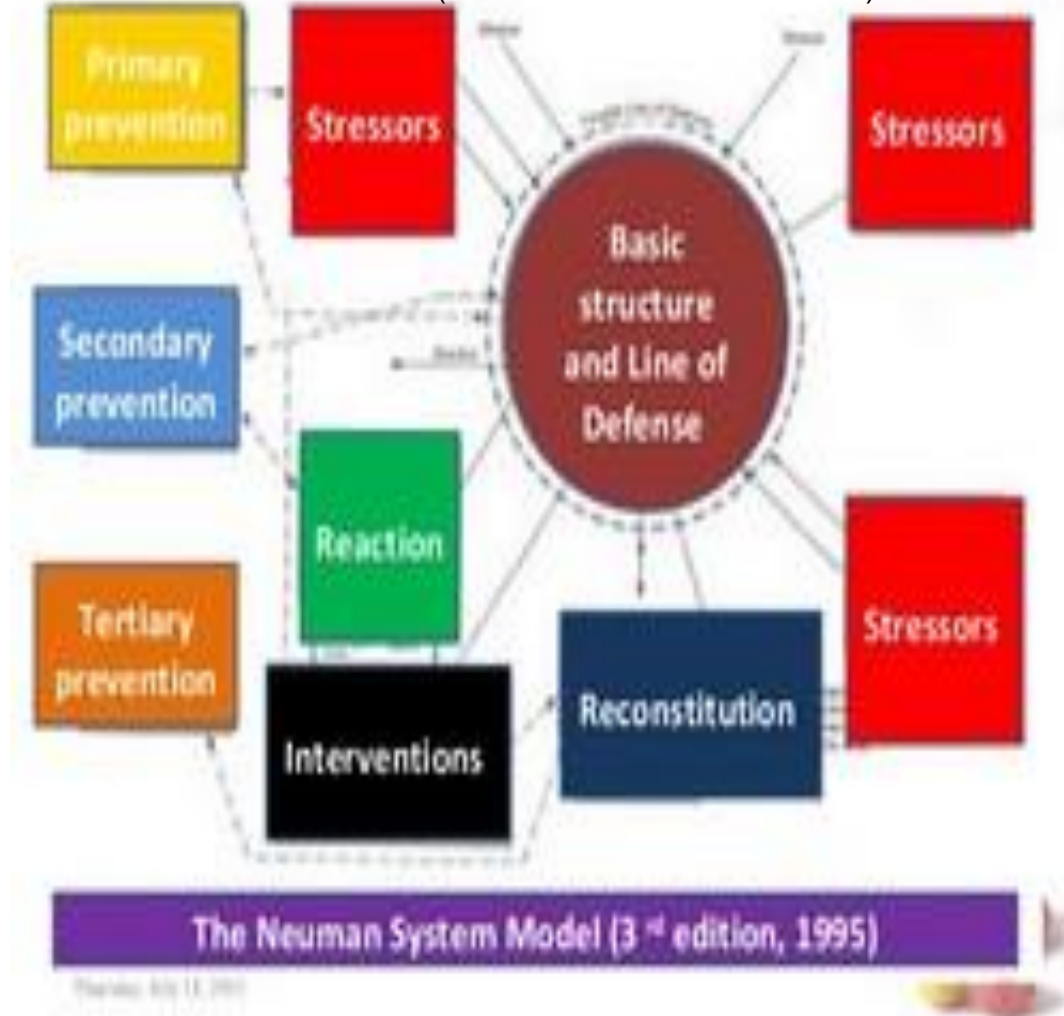 Primary
prevention
Stressors
Stressors
Basic
structure
and Line of
Defense
Secondary
prevention
Reaction
Tertiary
prevention
Stressors
Interventions
Reconstitution
The Neuman System Model (3 rd edition, 1995)